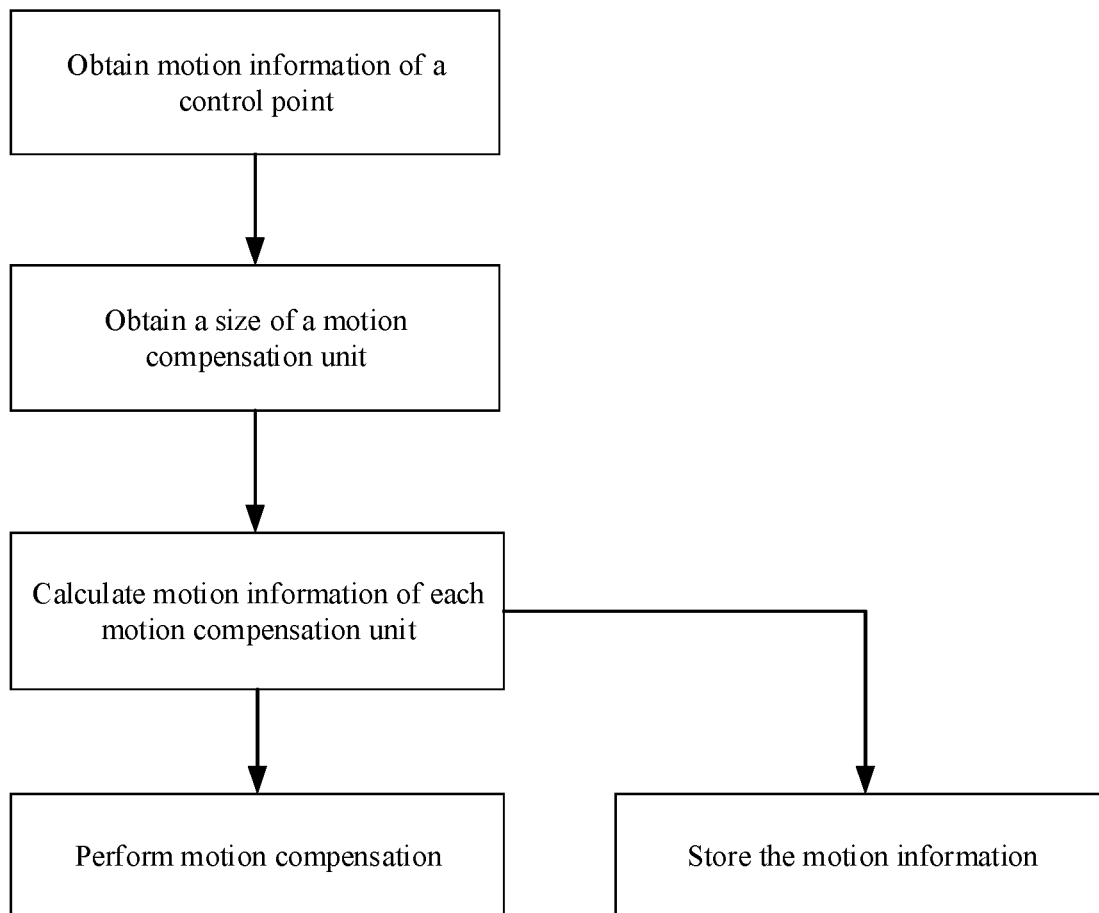 Obtain motion information of a
control point
Obtain a size of a motion
compensation unit
Calculate motion information of each
motion compensation unit
Perform motion compensation
Store the motion information